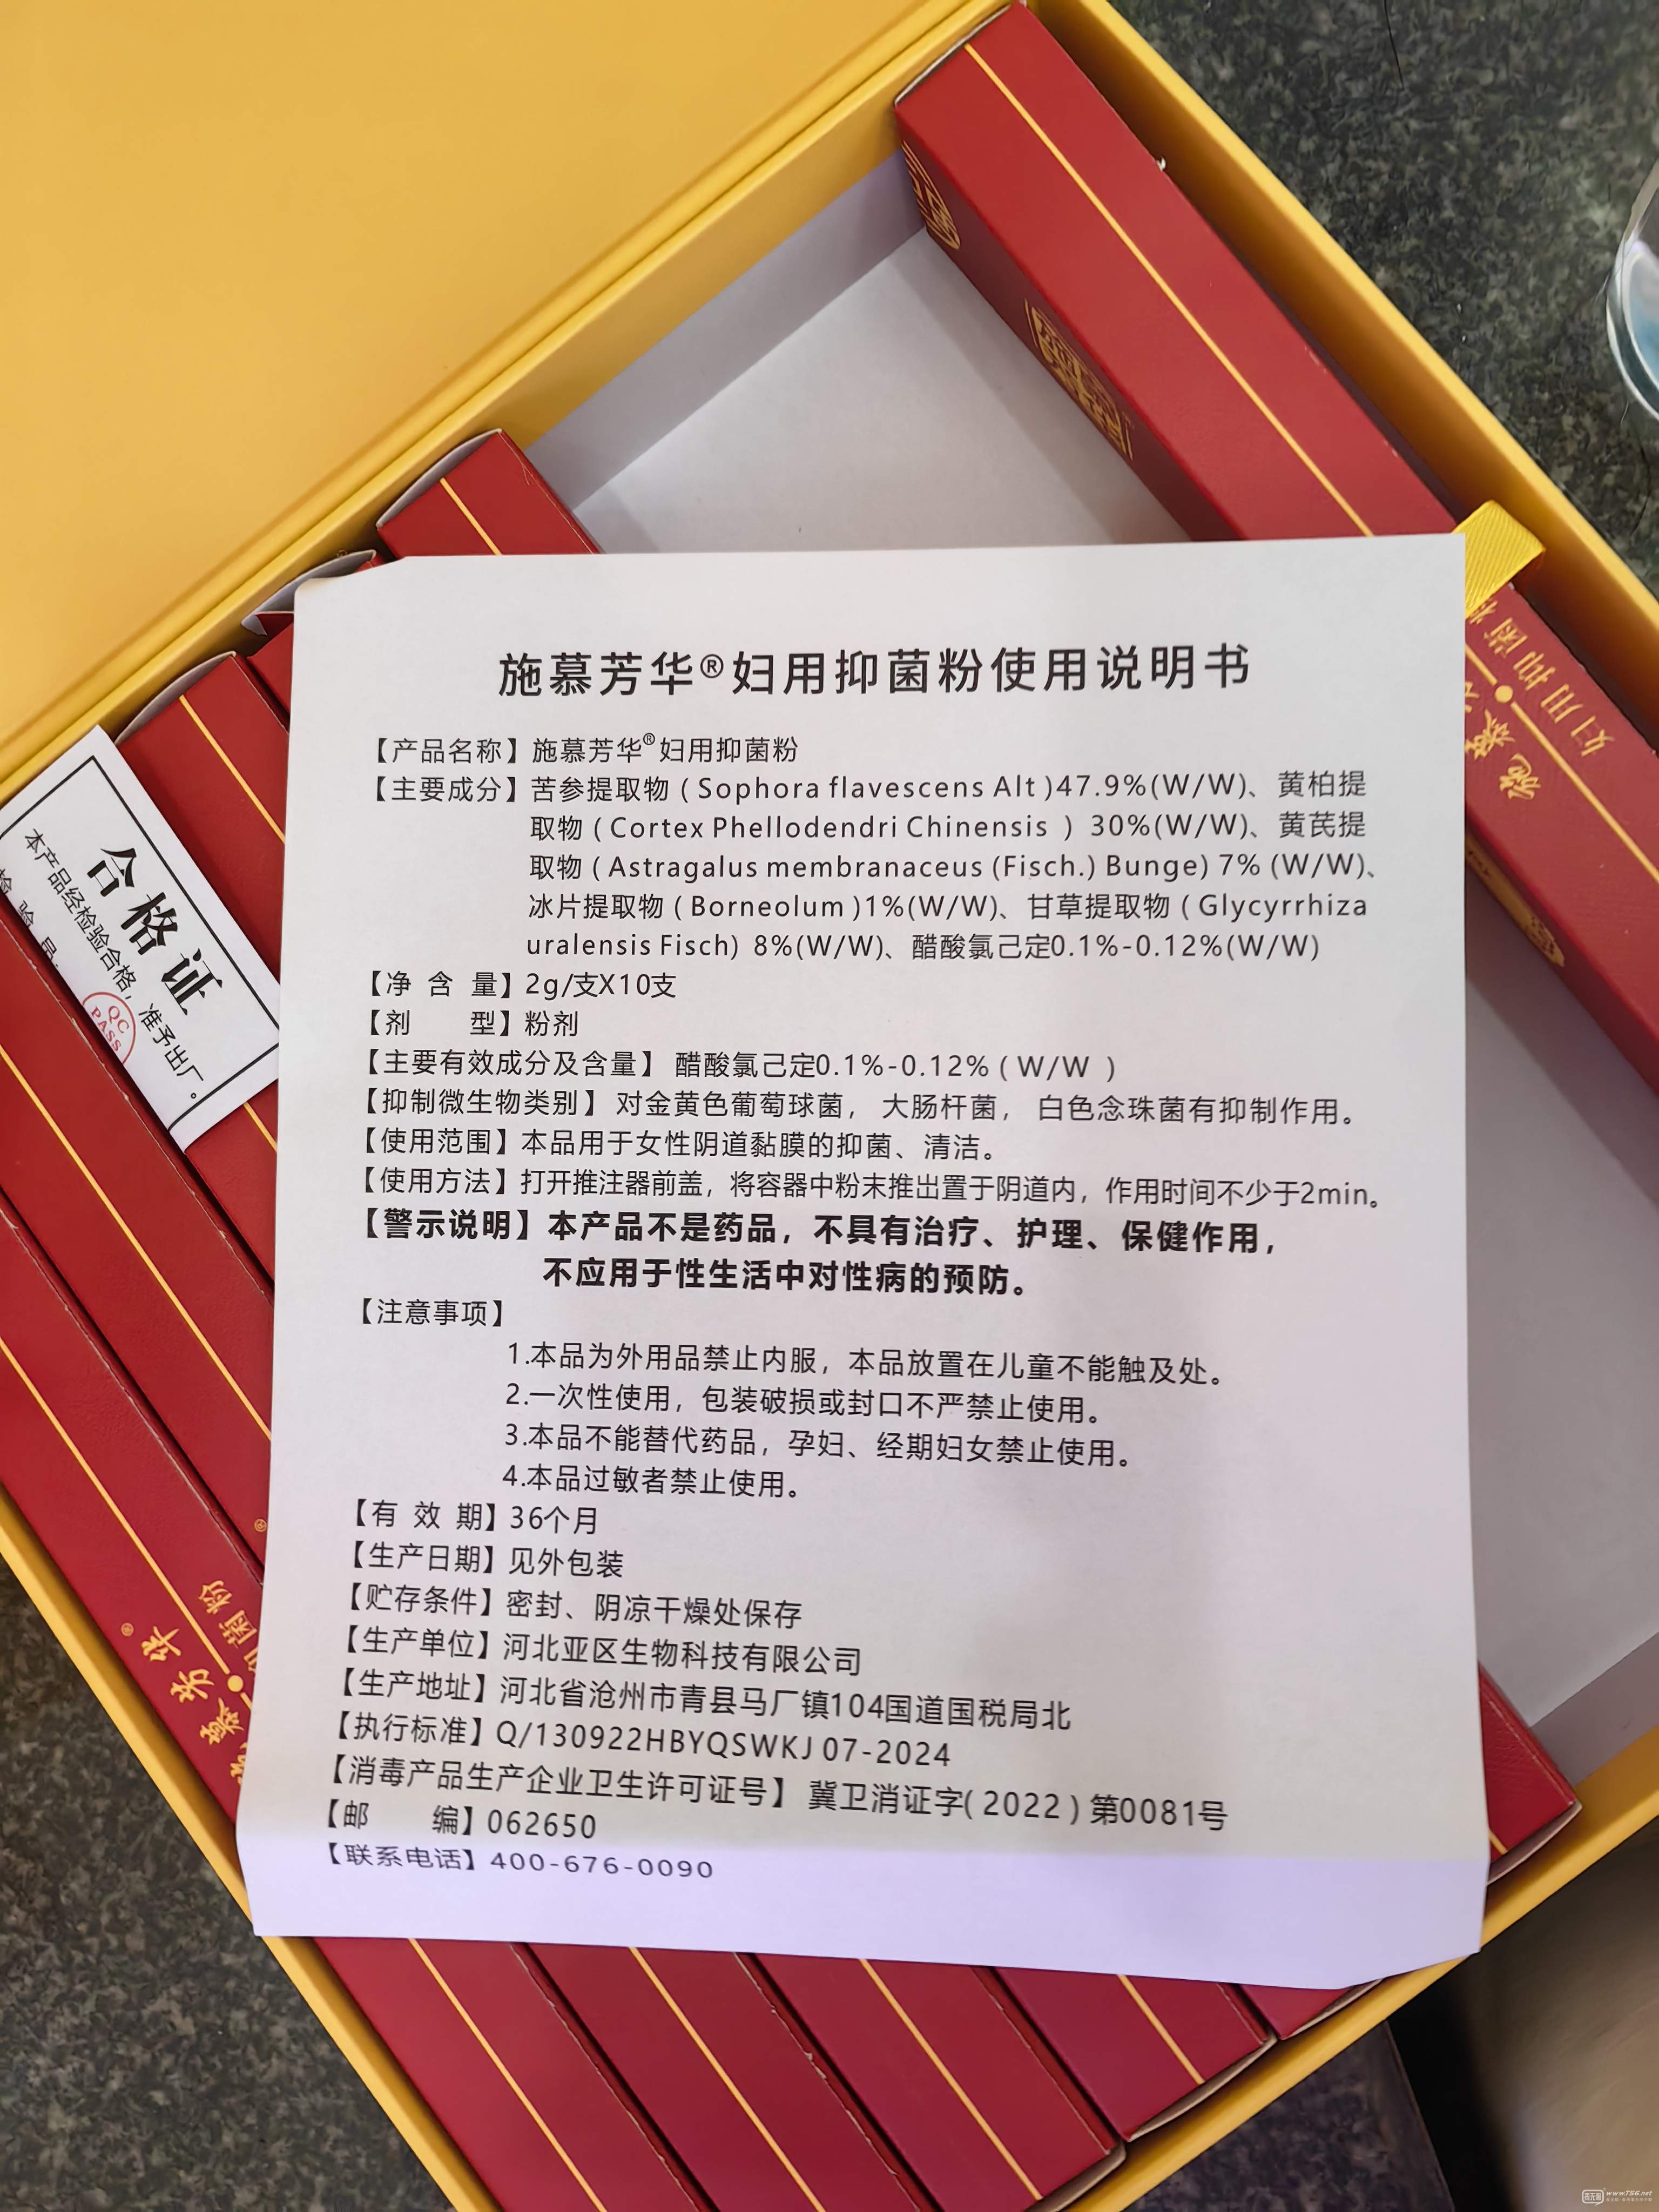 施慕芳华®妇用抑菌粉使用说明书
【产品名称】施慕芳华®妇用抑菌粉
【主要成分】苦参提取物(Sophora flavescens Alt)47.9%(W/W)、黄柏提
取物(Cortex Phellodendri Chinensis ) 30%(W/W)、黄芪提
取物(Astragalus membranaceus (Fisch.) Bunge) 7% (W/W)、
冰片提取物(Borneolum)1%(W/W)、甘草提取物(Glycyrrhiza
uralensis Fisch) 8%(W/W)、醋酸氯己定0.1%-0.12%(W/W)
【净 含 量】2g/支X10支
【剂 型】粉剂
【主要有效成分及含量】 醋酸氯己定0.1%-0.12%(W/W )
【抑制微生物类别】对金黄色葡萄球菌，大肠杆菌，白色念珠菌有抑制作用。
【使用范围】本品用于女性阴道黏膜的抑菌、清洁。
【使用方法】打开推注器前盖，将容器中粉末推出置于阴道内，作用时间不少于2min。
【警示说明】本产品不是药品，不具有治疗、护理、保健作用，
不应用于性生活中对性病的预防。
【注意事项】
1.本品为外用品禁止内服，本品放置在儿童不能触及处。
2.一次性使用，包装破损或封口不严禁止使用。
3.本品不能替代药品，孕妇、经期妇女禁止使用。
4.本品过敏者禁止使用。
【有 效 期】36个月
【生产日期】见外包装
【贮存条件】密封、阴凉干燥处保存
【生产单位】河北亚区生物科技有限公司
【生产地址】河北省沧州市青县马厂镇104国道国税局北
【执行标准】Q/130922HBYQSWKJ 07-2024
【消毒产品生产企业卫生许可证号】 冀卫消证字(2022)第0081号
【邮 编】062650
【联系电话】400-676-0090
合格证
本产品经检验合格，准予出厂。
QC
PASS
妇用抑菌
www.756.net